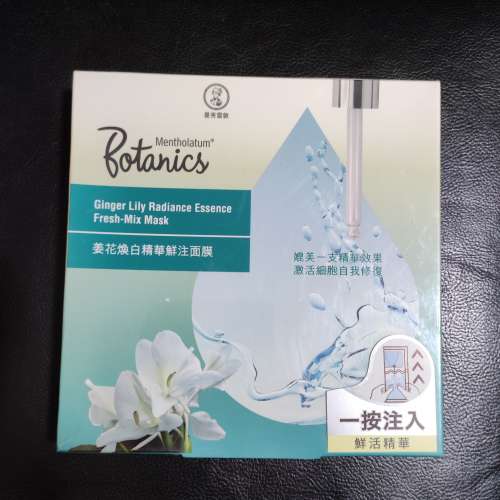 曼秀雷敦
Mentholatum®
Botanics
Ginger Lily Radiance Essence
Fresh-Mix Mask
姜花煥白精華鮮注面膜
媲美一支精華效果
激活細胞自我修復
一按注入
鮮活精華